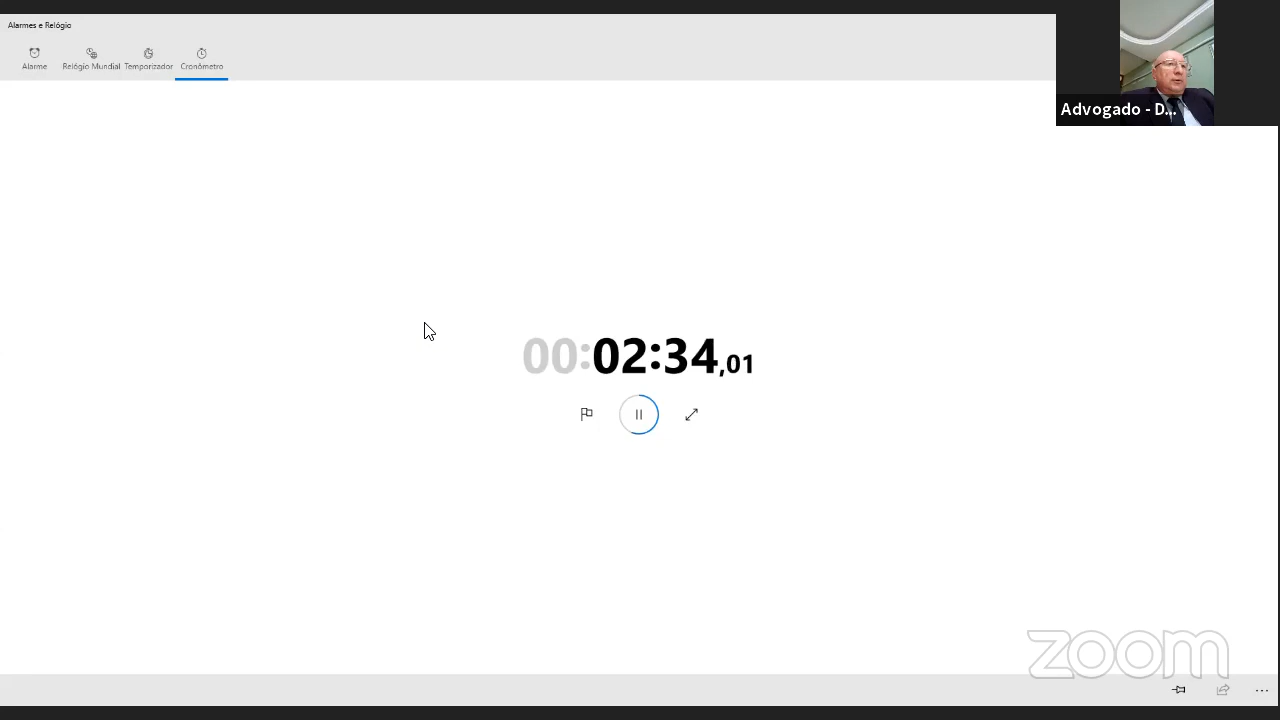 Alarmes e Relógio
Alarme
Relógio Mundial
Temporizador
Cronômetro
Advogado - D...
00:02:34,01
zoom